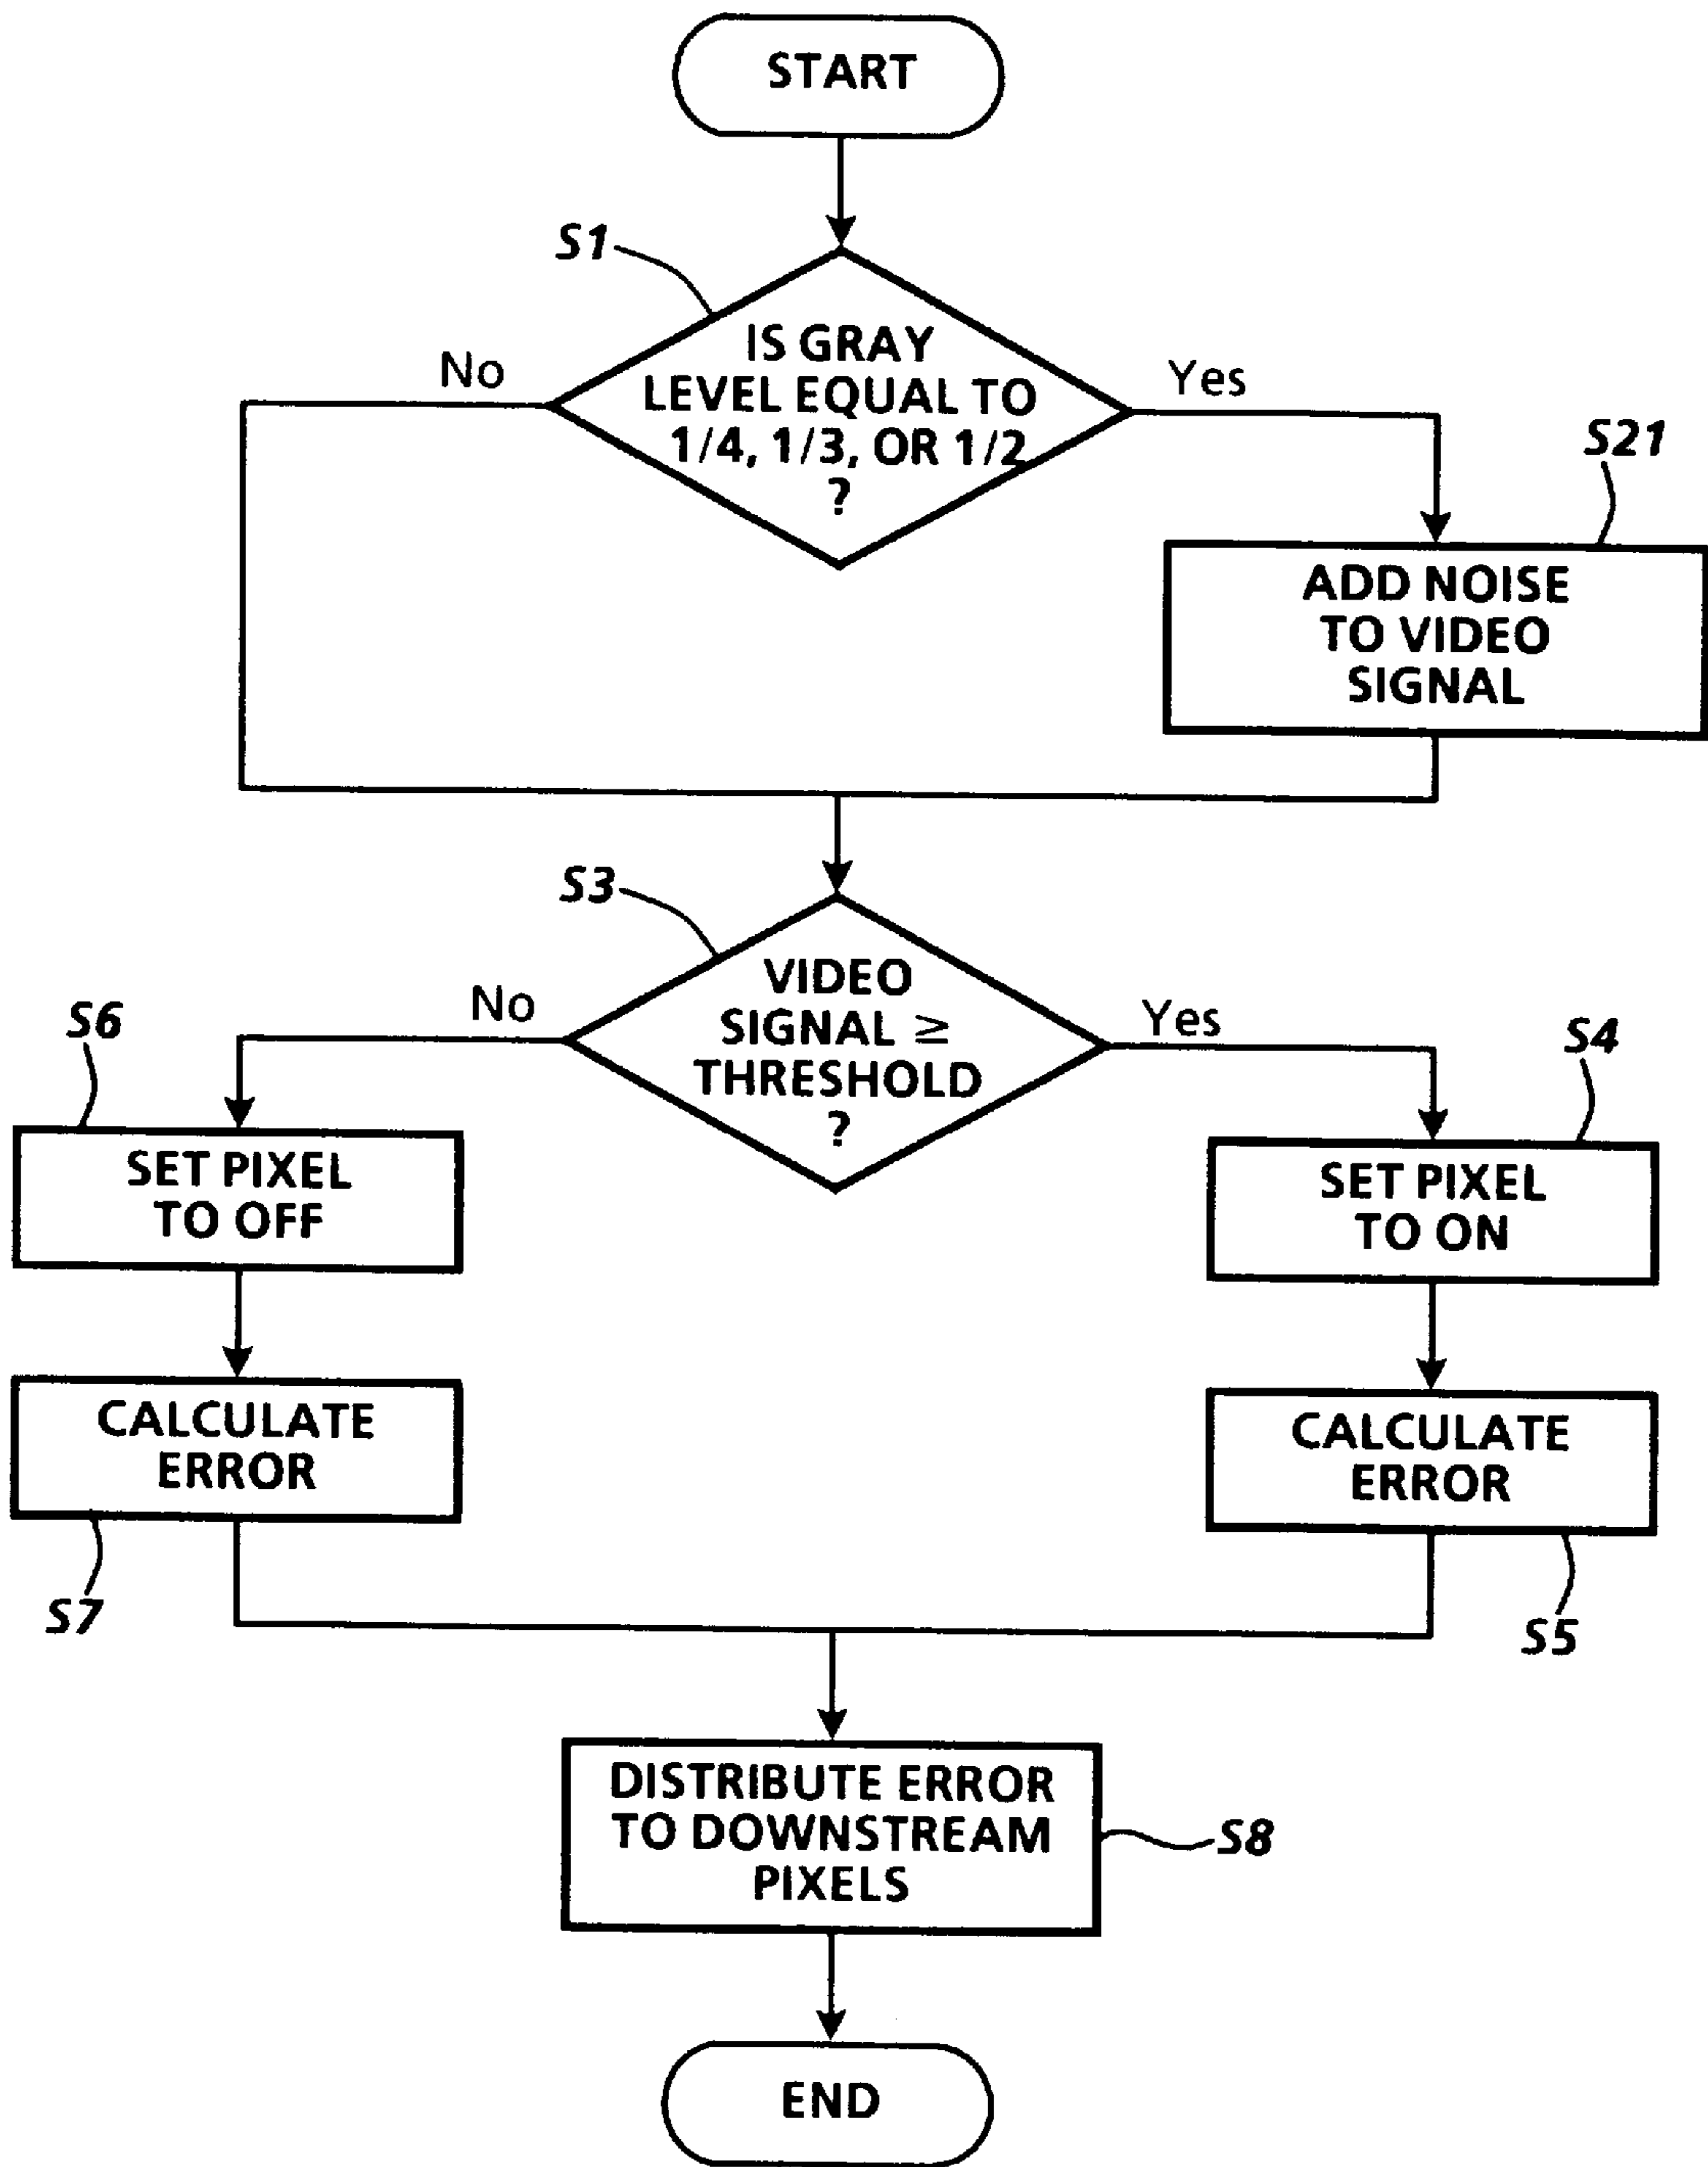 START
S1
IS GRAY
LEVEL EQUAL TO
1/4, 1/3, OR 1/2
?
No
Yes
S21
ADD NOISE
TO VIDEO
SIGNAL
S3
VIDEO
SIGNAL ≥
THRESHOLD
?
No
Yes
S6
SET PIXEL
TO OFF
S4
SET PIXEL
TO ON
CALCULATE
ERROR
S7
CALCULATE
ERROR
S5
DISTRIBUTE ERROR
TO DOWNSTREAM
PIXELS
S8
END